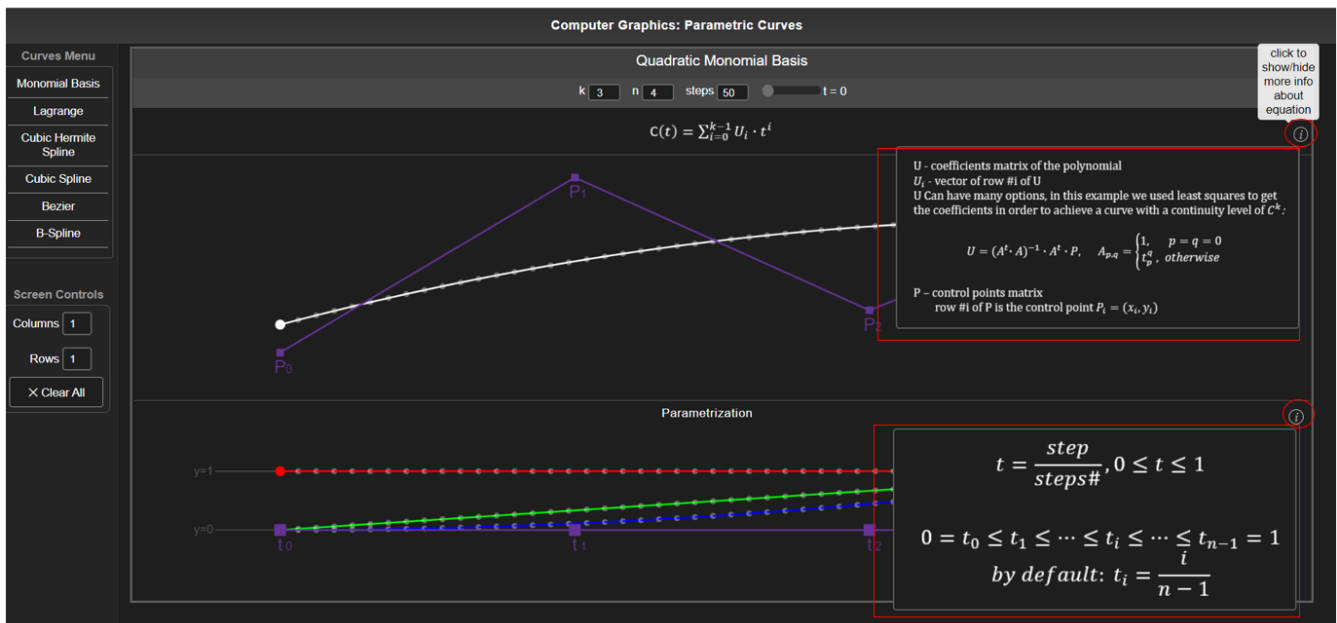 Computer Graphics: Parametric Curves
Curves Menu
Monomial Basis
Lagrange
Cubic Hermite
Spline
Cubic Spline
Bezier
B-Spline
Screen Controls
Columns 1
Rows 1
× Clear All
Quadratic Monomial Basis
k 3 n 4 steps 50 t = 0
click to
show/hide
more info
about
equation
C(t) = ∑_{i=0}^{k−1} U_i · t^i
i
U - coefficients matrix of the polynomial
U_i - vector of row #i of U
U Can have many options, in this example we used least squares to get
the coefficients in order to achieve a curve with a continuity level of C^k:
U = (A^t · A)^{−1} · A^t · P, A_{p,q} = {1, p = q = 0
t_p^q, otherwise
P – control points matrix
row #i of P is the control point P_i = (x_i, y_i)
P1
P2
P0
Parametrization
i
y=1
y=0
t0
t1
t2
t = step / steps#, 0 ≤ t ≤ 1
0 = t_0 ≤ t_1 ≤ ⋯ ≤ t_i ≤ ⋯ ≤ t_{n−1} = 1
by default: t_i = i / (n − 1)